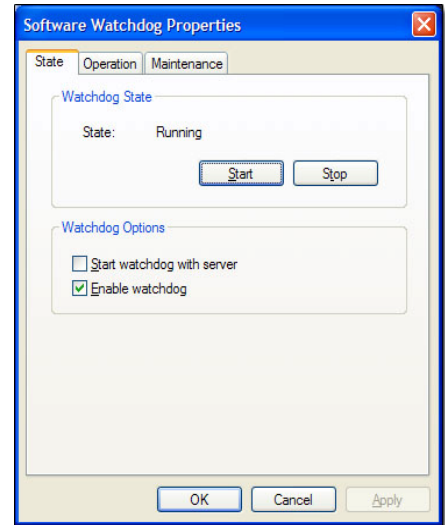 Software Watchdog Properties
State Operation Maintenance
Watchdog State
State: Running
Start Stop
Watchdog Options
Start watchdog with server
Enable watchdog
OK Cancel Apply